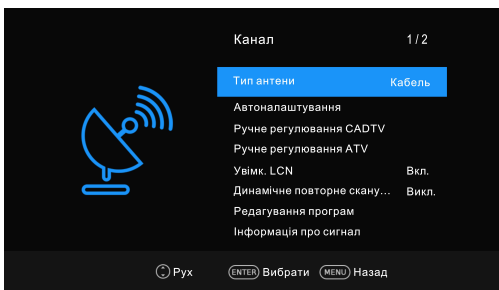 Канал 1/2
Тип антени Кабель
Автоналаштування
Ручне регулювання CADTV
Ручне регулювання ATV
Увімк. LCN Вкл.
Динамічне повторне скану... Викл.
Редагування програм
Інформація про сигнал
Рух ENTER Вибрати MENU Назад